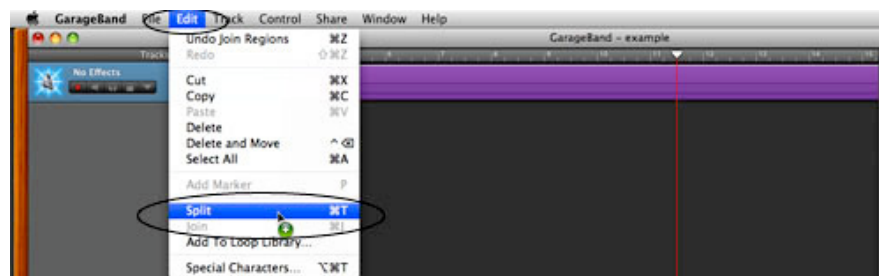 GarageBand File Edit Track Control Share Window Help
GarageBand - example
Tracks
No Effects
Undo Join Regions ⌘Z
Redo ⇧⌘Z
Cut ⌘X
Copy ⌘C
Paste ⌘V
Delete
Delete and Move ^⌫
Select All ⌘A
Add Marker P
Split ⌘T
Join ⌘J
Add To Loop Library...
Special Characters... ⌥⌘T